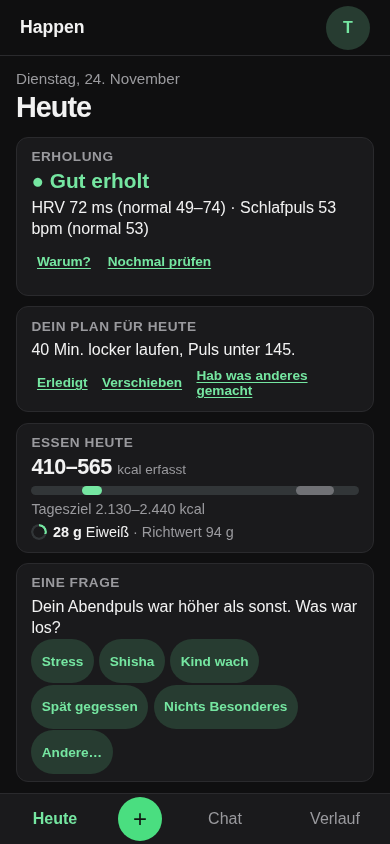 Happen
T
Dienstag, 24. November
Heute
ERHOLUNG
● Gut erholt
HRV 72 ms (normal 49–74) · Schlafpuls 53
bpm (normal 53)
Warum? Nochmal prüfen
DEIN PLAN FÜR HEUTE
40 Min. locker laufen, Puls unter 145.
Erledigt Verschieben Hab was anderes
gemacht
ESSEN HEUTE
410–565 kcal erfasst
Tagesziel 2.130–2.440 kcal
28 g Eiweiß · Richtwert 94 g
EINE FRAGE
Dein Abendpuls war höher als sonst. Was war
los?
Stress Shisha Kind wach
Spät gegessen Nichts Besonderes
Andere…
Heute + Chat Verlauf